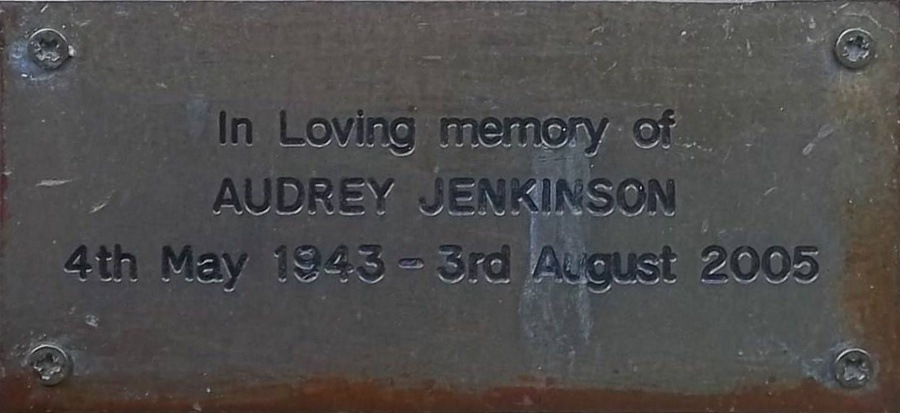 In Loving memory of
AUDREY JENKINSON
4th May 1943 - 3rd August 2005